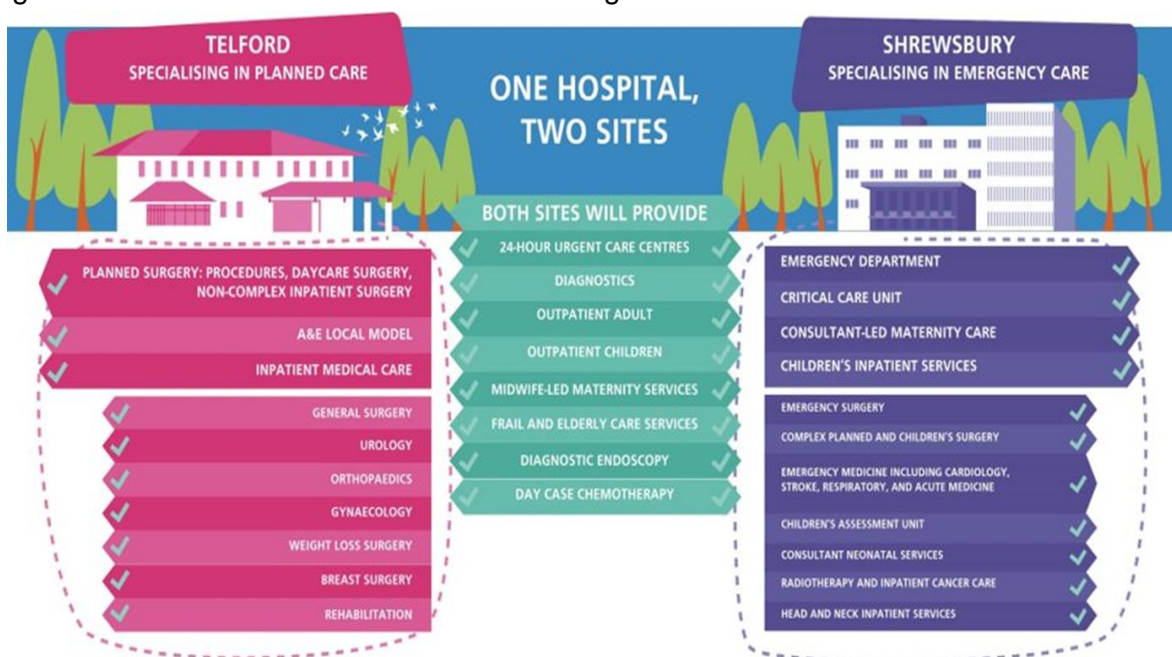 TELFORD
SPECIALISING IN PLANNED CARE
ONE HOSPITAL,
TWO SITES
SHREWSBURY
SPECIALISING IN EMERGENCY CARE
PLANNED SURGERY: PROCEDURES, DAYCARE SURGERY,
NON-COMPLEX INPATIENT SURGERY
A&E LOCAL MODEL
INPATIENT MEDICAL CARE
GENERAL SURGERY
UROLOGY
ORTHOPAEDICS
GYNAECOLOGY
WEIGHT LOSS SURGERY
BREAST SURGERY
REHABILITATION
BOTH SITES WILL PROVIDE
24-HOUR URGENT CARE CENTRES
DIAGNOSTICS
OUTPATIENT ADULT
OUTPATIENT CHILDREN
MIDWIFE-LED MATERNITY SERVICES
FRAIL AND ELDERLY CARE SERVICES
DIAGNOSTIC ENDOSCOPY
DAY CASE CHEMOTHERAPY
EMERGENCY DEPARTMENT
CRITICAL CARE UNIT
CONSULTANT-LED MATERNITY CARE
CHILDREN'S INPATIENT SERVICES
EMERGENCY SURGERY
COMPLEX PLANNED AND CHILDREN'S SURGERY
EMERGENCY MEDICINE INCLUDING CARDIOLOGY,
STROKE, RESPIRATORY, AND ACUTE MEDICINE
CHILDREN'S ASSESSMENT UNIT
CONSULTANT NEONATAL SERVICES
RADIOTHERAPY AND INPATIENT CANCER CARE
HEAD AND NECK INPATIENT SERVICES